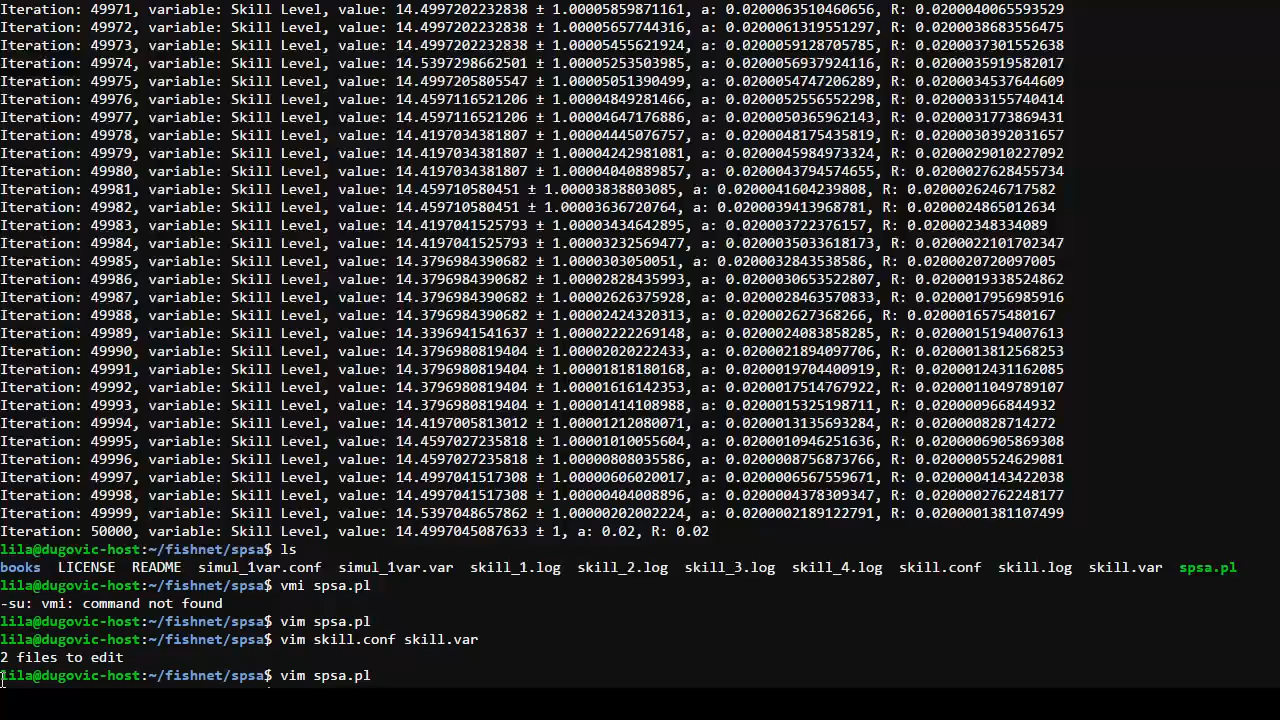 Iteration: 49971, variable: Skill Level, value: 14.4997202232838 ± 1.00005859871161, a: 0.0200063510460656, R: 0.0200040065593529
Iteration: 49972, variable: Skill Level, value: 14.4997202232838 ± 1.00005657744316, a: 0.0200061319551297, R: 0.020003868355​6475
Iteration: 49973, variable: Skill Level, value: 14.4997202232838 ± 1.00005455621924, a: 0.0200059128705785, R: 0.0200037301552638
Iteration: 49974, variable: Skill Level, value: 14.5397298662501 ± 1.00005253503985, a: 0.0200056937924116, R: 0.0200035919582017
Iteration: 49975, variable: Skill Level, value: 14.4997205805547 ± 1.00005051390499, a: 0.020005474720​6289, R: 0.0200034537644609
Iteration: 49976, variable: Skill Level, value: 14.4597116521206 ± 1.00004849281466, a: 0.0200052556552298, R: 0.0200033155740414
Iteration: 49977, variable: Skill Level, value: 14.4597116521206 ± 1.00004647176886, a: 0.0200050365962143, R: 0.0200031773869431
Iteration: 49978, variable: Skill Level, value: 14.4197034381807 ± 1.00004445076757, a: 0.0200048175435819, R: 0.0200030392031657
Iteration: 49979, variable: Skill Level, value: 14.4197034381807 ± 1.00004242981081, a: 0.0200045984973324, R: 0.0200029010227092
Iteration: 49980, variable: Skill Level, value: 14.4197034381807 ± 1.00004040889857, a: 0.0200043794574655, R: 0.0200027628455734
Iteration: 49981, variable: Skill Level, value: 14.459710580451 ± 1.00003838803085, a: 0.0200041604239808, R: 0.0200026246717582
Iteration: 49982, variable: Skill Level, value: 14.459710580451 ± 1.00003636720764, a: 0.0200039413968781, R: 0.0200024865012634
Iteration: 49983, variable: Skill Level, value: 14.4197041525793 ± 1.00003434642895, a: 0.020003722376157, R: 0.020002348334089
Iteration: 49984, variable: Skill Level, value: 14.4197041525793 ± 1.00003232569477, a: 0.0200035033618173, R: 0.0200022101702347
Iteration: 49985, variable: Skill Level, value: 14.3796984390682 ± 1.0000303050051, a: 0.0200032843538586, R: 0.0200020720097005
Iteration: 49986, variable: Skill Level, value: 14.3796984390682 ± 1.00002828435993, a: 0.0200030653522807, R: 0.0200019338524862
Iteration: 49987, variable: Skill Level, value: 14.3796984390682 ± 1.00002626375928, a: 0.0200028463570833, R: 0.0200017956985916
Iteration: 49988, variable: Skill Level, value: 14.3796984390682 ± 1.00002424320313, a: 0.020002627368266, R: 0.0200016575480167
Iteration: 49989, variable: Skill Level, value: 14.3396941541637 ± 1.00002222269148, a: 0.0200024083858285, R: 0.0200015194007613
Iteration: 49990, variable: Skill Level, value: 14.3796980819404 ± 1.00002020222433, a: 0.0200021894097706, R: 0.0200013812568253
Iteration: 49991, variable: Skill Level, value: 14.3796980819404 ± 1.00001818180168, a: 0.0200019704400919, R: 0.0200012431162085
Iteration: 49992, variable: Skill Level, value: 14.3796980819404 ± 1.00001616142353, a: 0.0200017514767922, R: 0.0200011049789107
Iteration: 49993, variable: Skill Level, value: 14.3796980819404 ± 1.00001414108988, a: 0.0200015325198711, R: 0.020000966844932
Iteration: 49994, variable: Skill Level, value: 14.4197005813012 ± 1.00001212080071, a: 0.0200013135693284, R: 0.020000828714272
Iteration: 49995, variable: Skill Level, value: 14.4597027235818 ± 1.00001010055604, a: 0.0200010946251636, R: 0.0200006905869308
Iteration: 49996, variable: Skill Level, value: 14.4597027235818 ± 1.00000808035586, a: 0.0200008756873766, R: 0.0200005524629081
Iteration: 49997, variable: Skill Level, value: 14.4997041517308 ± 1.00000606020017, a: 0.0200006567559671, R: 0.0200004143422038
Iteration: 49998, variable: Skill Level, value: 14.4997041517308 ± 1.00000404008896, a: 0.0200004378309347, R: 0.0200002762248177
Iteration: 49999, variable: Skill Level, value: 14.5397048657862 ± 1.00000202002224, a: 0.0200002189122791, R: 0.0200001381107499
Iteration: 50000, variable: Skill Level, value: 14.4997045087633 ± 1, a: 0.02, R: 0.02
lila@dugovic-host:~/fishnet/spsa$ ls
books  LICENSE  README  simul_1var.conf  simul_1var.var  skill_1.log  skill_2.log  skill_3.log  skill_4.log  skill.conf  skill.log  skill.var  spsa.pl
lila@dugovic-host:~/fishnet/spsa$ vmi spsa.pl
-su: vmi: command not found
lila@dugovic-host:~/fishnet/spsa$ vim spsa.pl
lila@dugovic-host:~/fishnet/spsa$ vim skill.conf skill.var
2 files to edit
lila@dugovic-host:~/fishnet/spsa$ vim spsa.pl